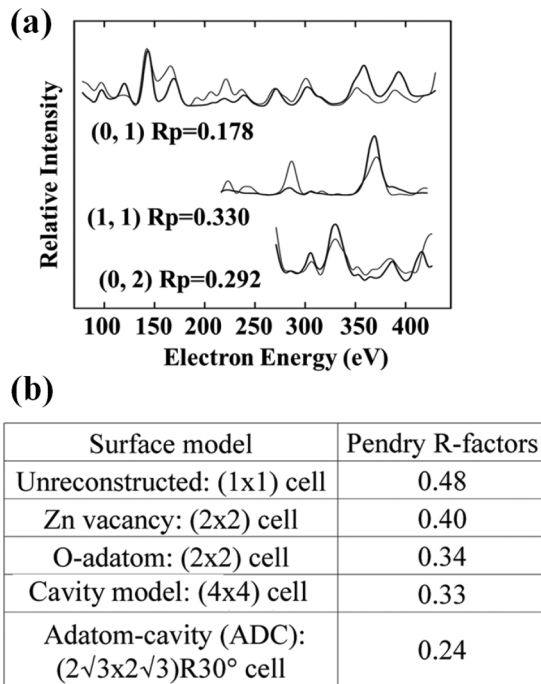 (a)
Relative Intensity
(0, 1) Rp=0.178
(1, 1) Rp=0.330
(0, 2) Rp=0.292
100 150 200 250 300 350 400
Electron Energy (eV)
(b)
Surface model Pendry R-factors
Unreconstructed: (1x1) cell 0.48
Zn vacancy: (2x2) cell 0.40
O-adatom: (2x2) cell 0.34
Cavity model: (4x4) cell 0.33
Adatom-cavity (ADC):
(2√3x2√3)R30° cell 0.24